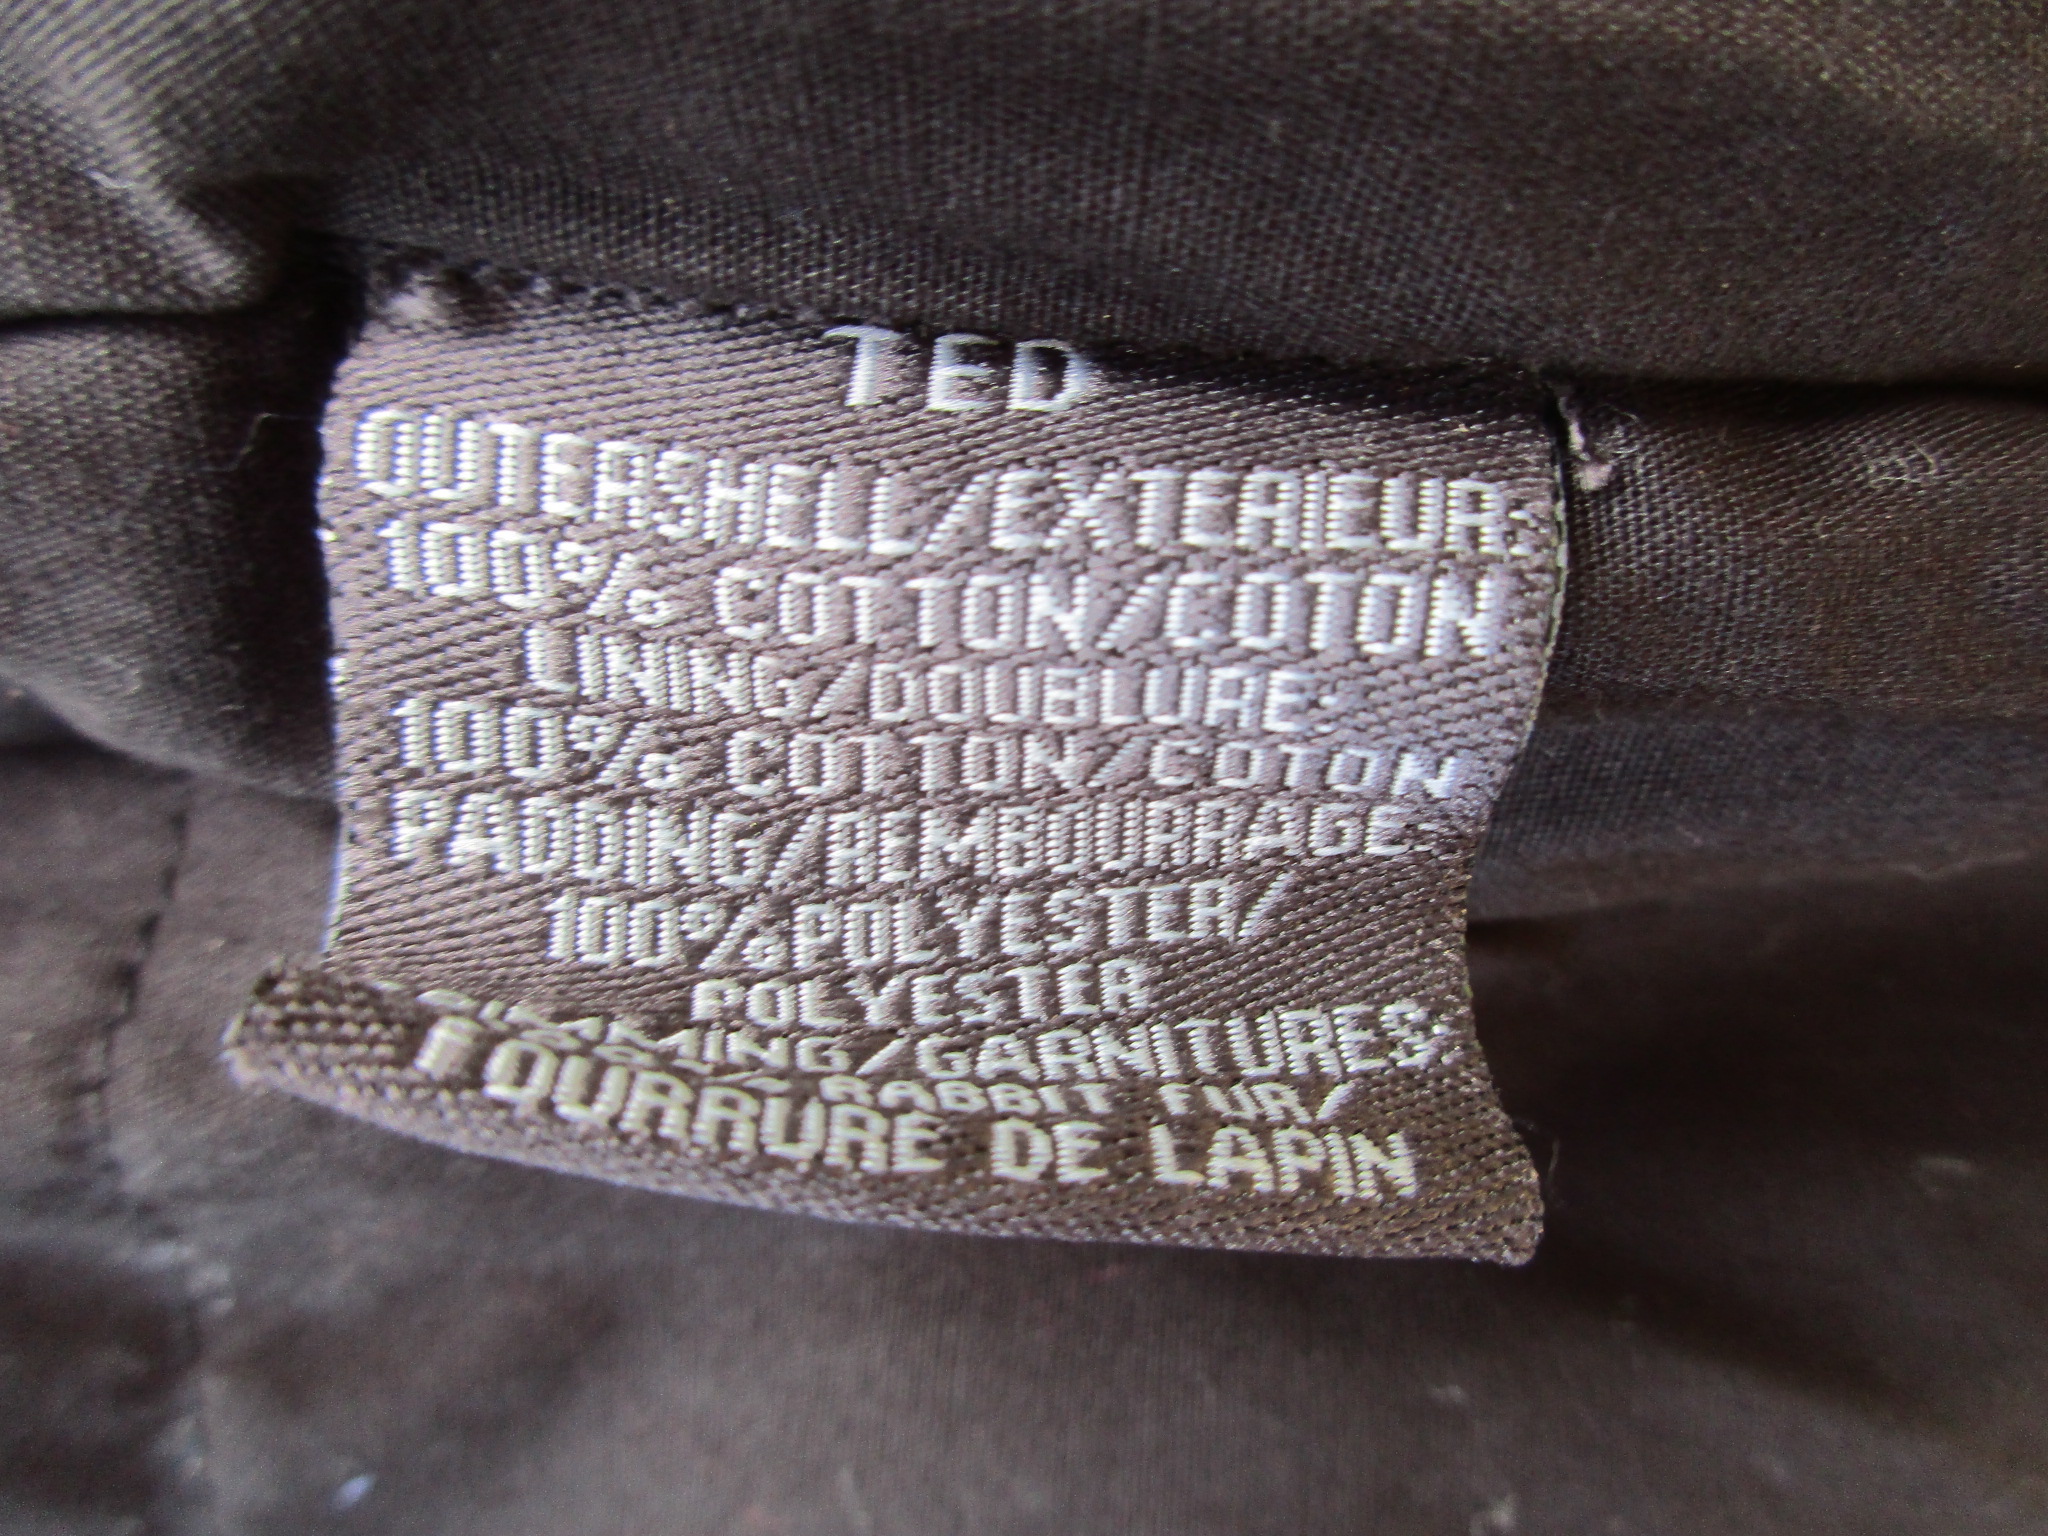 TED
OUTERSHELL/EXTERIEUR:
100% COTTON/COTON
LINING/DOUBLURE:
100% COTTON/COTON
PADDING/REMBOURRAGE:
100%POLYESTER/
POLYESTER
/GARNITURES:
RABBIT FUR/
FOURRURE DE LAPIN